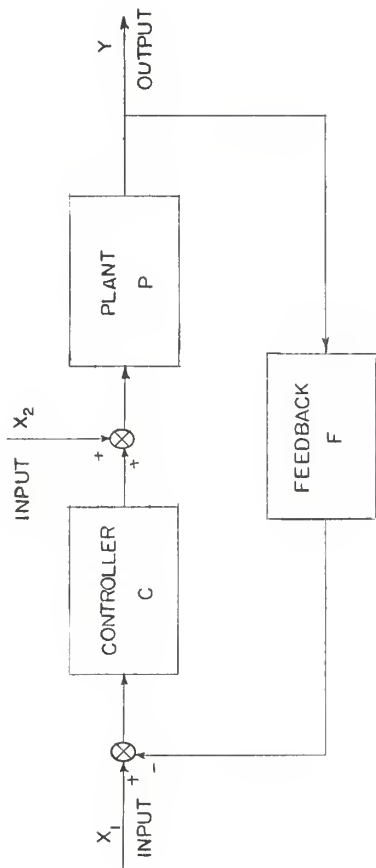 X1
INPUT
+
-
CONTROLLER
C
INPUT X2
+
+
PLANT
P
Y
OUTPUT
FEEDBACK
F